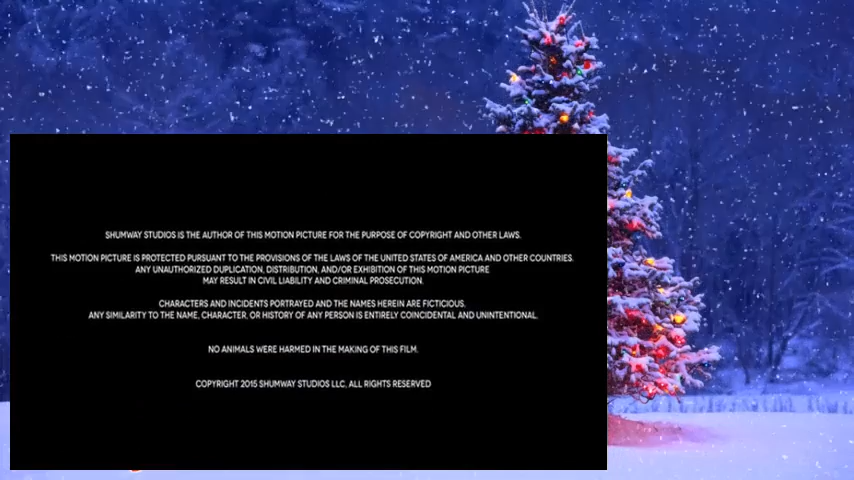 SHUMWAY STUDIOS IS THE AUTHOR OF THIS MOTION PICTURE FOR THE PURPOSE OF COPYRIGHT AND OTHER LAWS.
THIS MOTION PICTURE IS PROTECTED PURSUANT TO THE PROVISIONS OF THE LAWS OF THE UNITED STATES OF AMERICA AND OTHER COUNTRIES.
ANY UNAUTHORIZED DUPLICATION, DISTRIBUTION, AND/OR EXHIBITION OF THIS MOTION PICTURE
MAY RESULT IN CIVIL LIABILITY AND CRIMINAL PROSECUTION.
CHARACTERS AND INCIDENTS PORTRAYED AND THE NAMES HEREIN ARE FICTICIOUS.
ANY SIMILARITY TO THE NAME, CHARACTER, OR HISTORY OF ANY PERSON IS ENTIRELY COINCIDENTAL AND UNINTENTIONAL.
NO ANIMALS WERE HARMED IN THE MAKING OF THIS FILM.
COPYRIGHT 2015 SHUMWAY STUDIOS LLC, ALL RIGHTS RESERVED